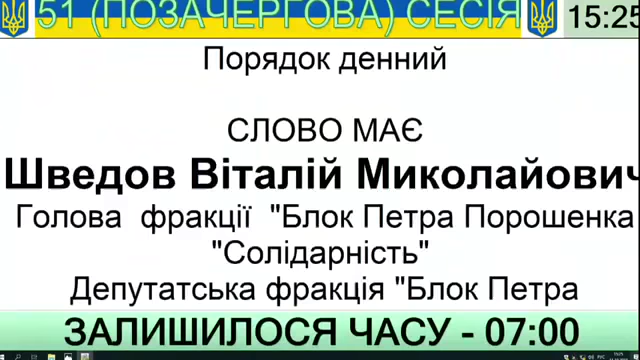 51 (ПОЗАЧЕРГОВА) СЕСІЯ 15:25
Порядок денний
СЛОВО МАЄ
Шведов Віталій Миколайович
Голова фракції "Блок Петра Порошенка
"Солідарність"
Депутатська фракція "Блок Петра
ЗАЛИШИЛОСЯ ЧАСУ - 07:00